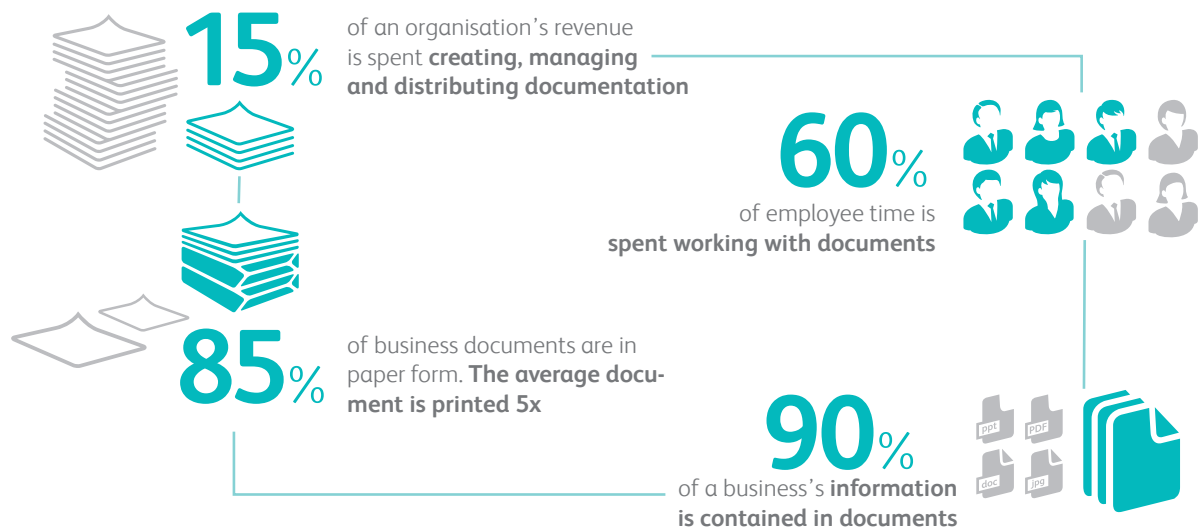 15%
of an organisation’s revenue
is spent creating, managing
and distributing documentation
60%
of employee time is
spent working with documents
85%
of business documents are in
paper form. The average docu-
ment is printed 5x
90%
of a business’s information
is contained in documents
ppt
PDF
doc
jpg